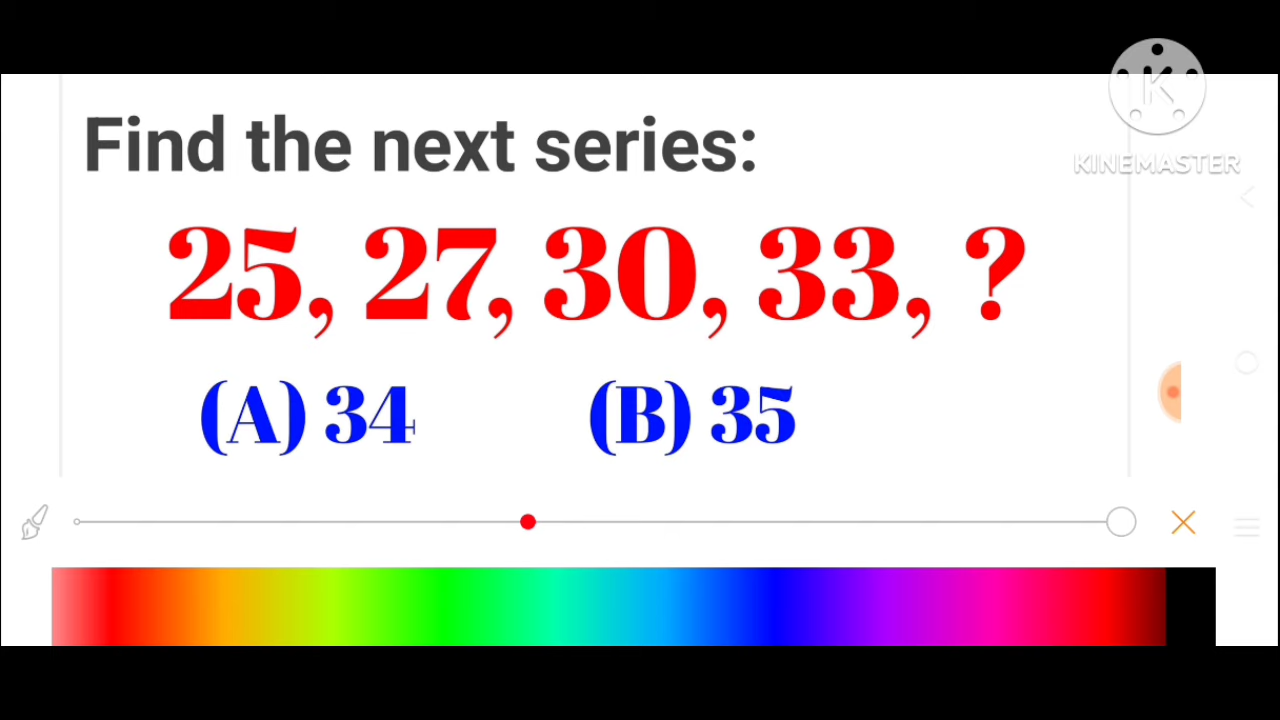 KINEMASTER
Find the next series:
25, 27, 30, 33, ?
(A) 34 (B) 35